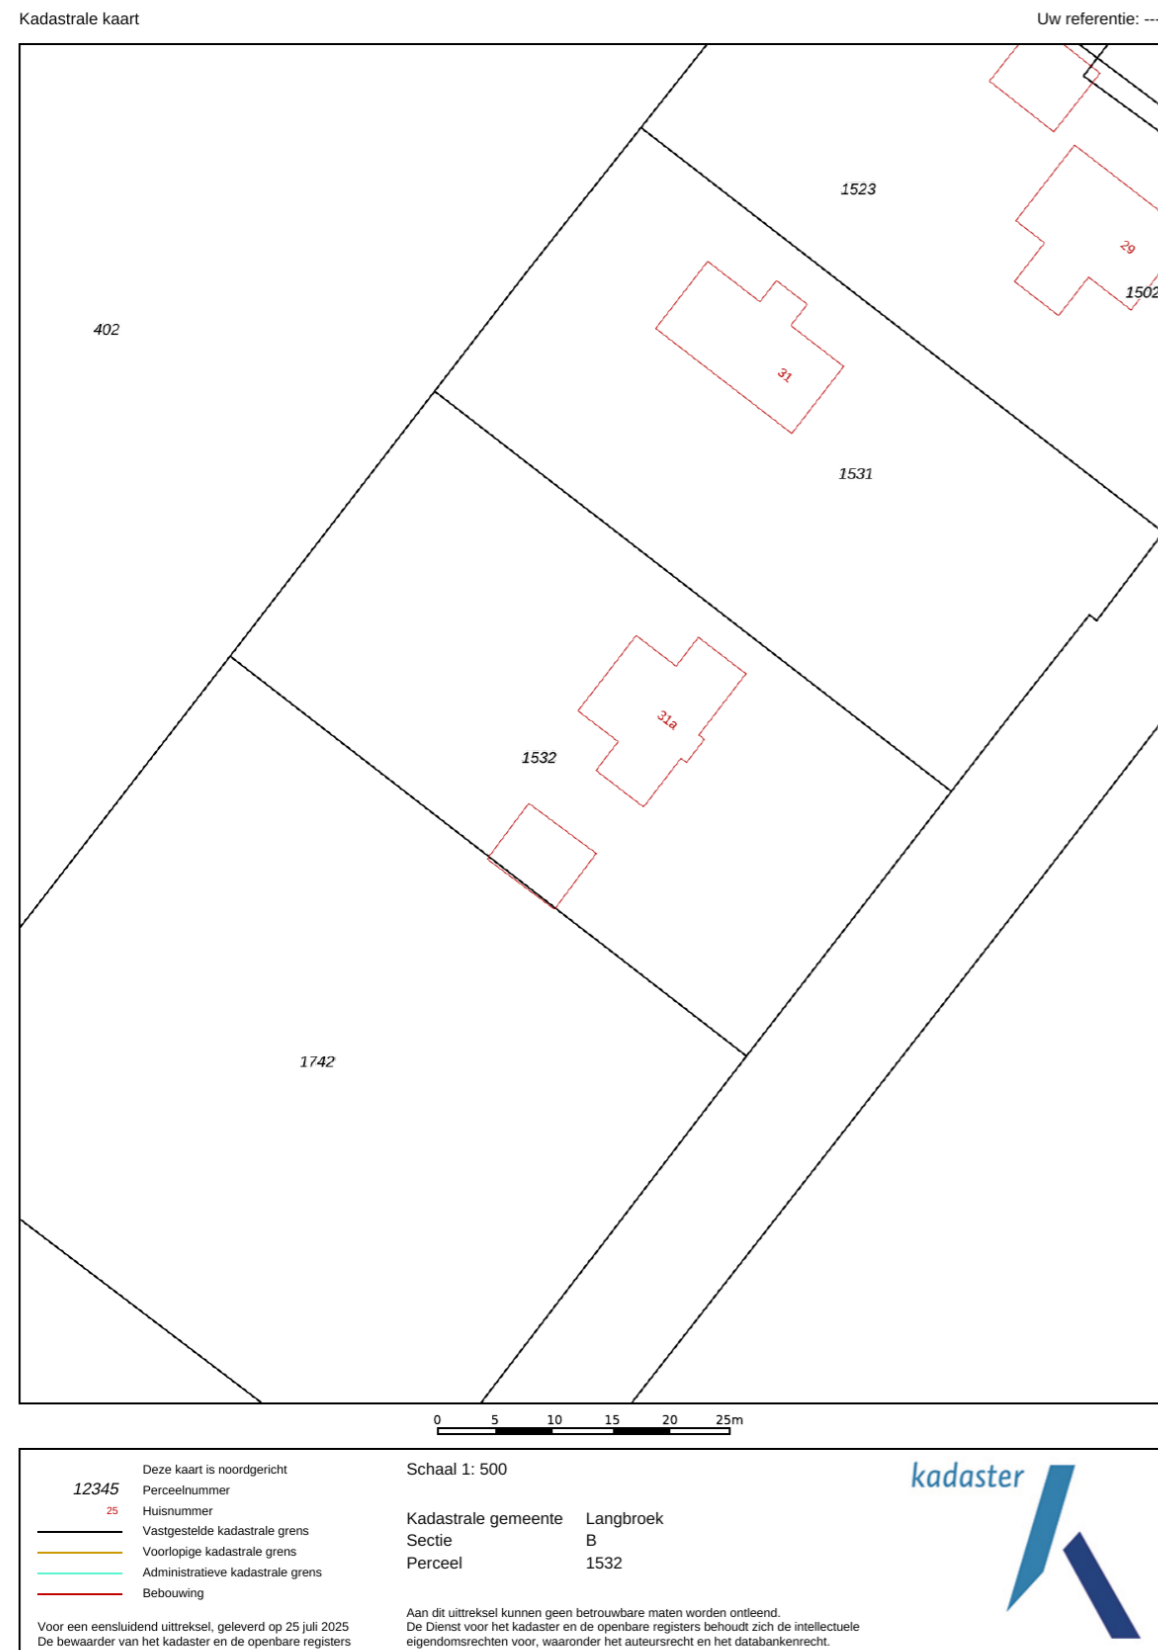 Kadastrale kaart
Uw referentie: ---
1523
29
1502
402
31
1531
31a
1532
1742
0 5 10 15 20 25m
Deze kaart is noordgericht
12345 Perceelnummer
25 Huisnummer
Vastgestelde kadastrale grens
Voorlopige kadastrale grens
Administratieve kadastrale grens
Bebouwing
Voor een eensluidend uittreksel, geleverd op 25 juli 2025
De bewaarder van het kadaster en de openbare registers
Schaal 1: 500
Kadastrale gemeente Langbroek
Sectie B
Perceel 1532
Aan dit uittreksel kunnen geen betrouwbare maten worden ontleend.
De Dienst voor het kadaster en de openbare registers behoudt zich de intellectuele
eigendomsrechten voor, waaronder het auteursrecht en het databankenrecht.
kadaster